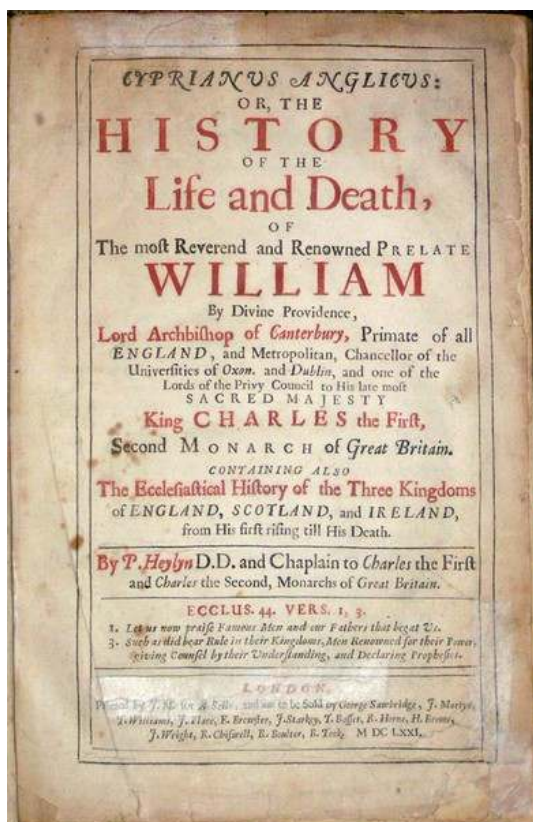 CYPRIANUS ANGLICUS:
OR, THE
HISTORY
OF THE
Life and Death,
OF
The moſt Reverend and Renowned PRELATE
WILLIAM
By Divine Providence,
Lord Archbiſhop of Canterbury, Primate of all
ENGLAND, and Metropolitan, Chancellor of the
Univerſities of Oxon. and Dublin, and one of the
Lords of the Privy Council to His late moſt
SACRED MAJESTY
King CHARLES the Firſt,
Second MONARCH of Great Britain.
CONTAINING ALSO
The Eccleſiaſtical Hiſtory of the Three Kingdoms
of ENGLAND, SCOTLAND, and IRELAND,
from His firſt riſing till His Death.
By P. Heylyn D.D. and Chaplain to Charles the Firſt
and Charles the Second, Monarchs of Great Britain.
ECCLUS. 44. VERS. 1, 3.
1. Let us now praiſe Famous Men and our Fathers that begat Us.
3. Such as did bear Rule in their Kingdoms, Men Renowned for their Power,
giving Counſel by their Underſtanding, and Declaring Propheſies.
LONDON,
Printed by J. M. for A. Seile, and are to be Sold by George Sawbridge, J. Martyn,
T. Williams, J. Place, E. Brewſter, J. Starkey, T. Baſſet, R. Horne, H. Brome,
J. Wright, R. Chiſwell, R. Boulter, B. Took, M DC LXXI.